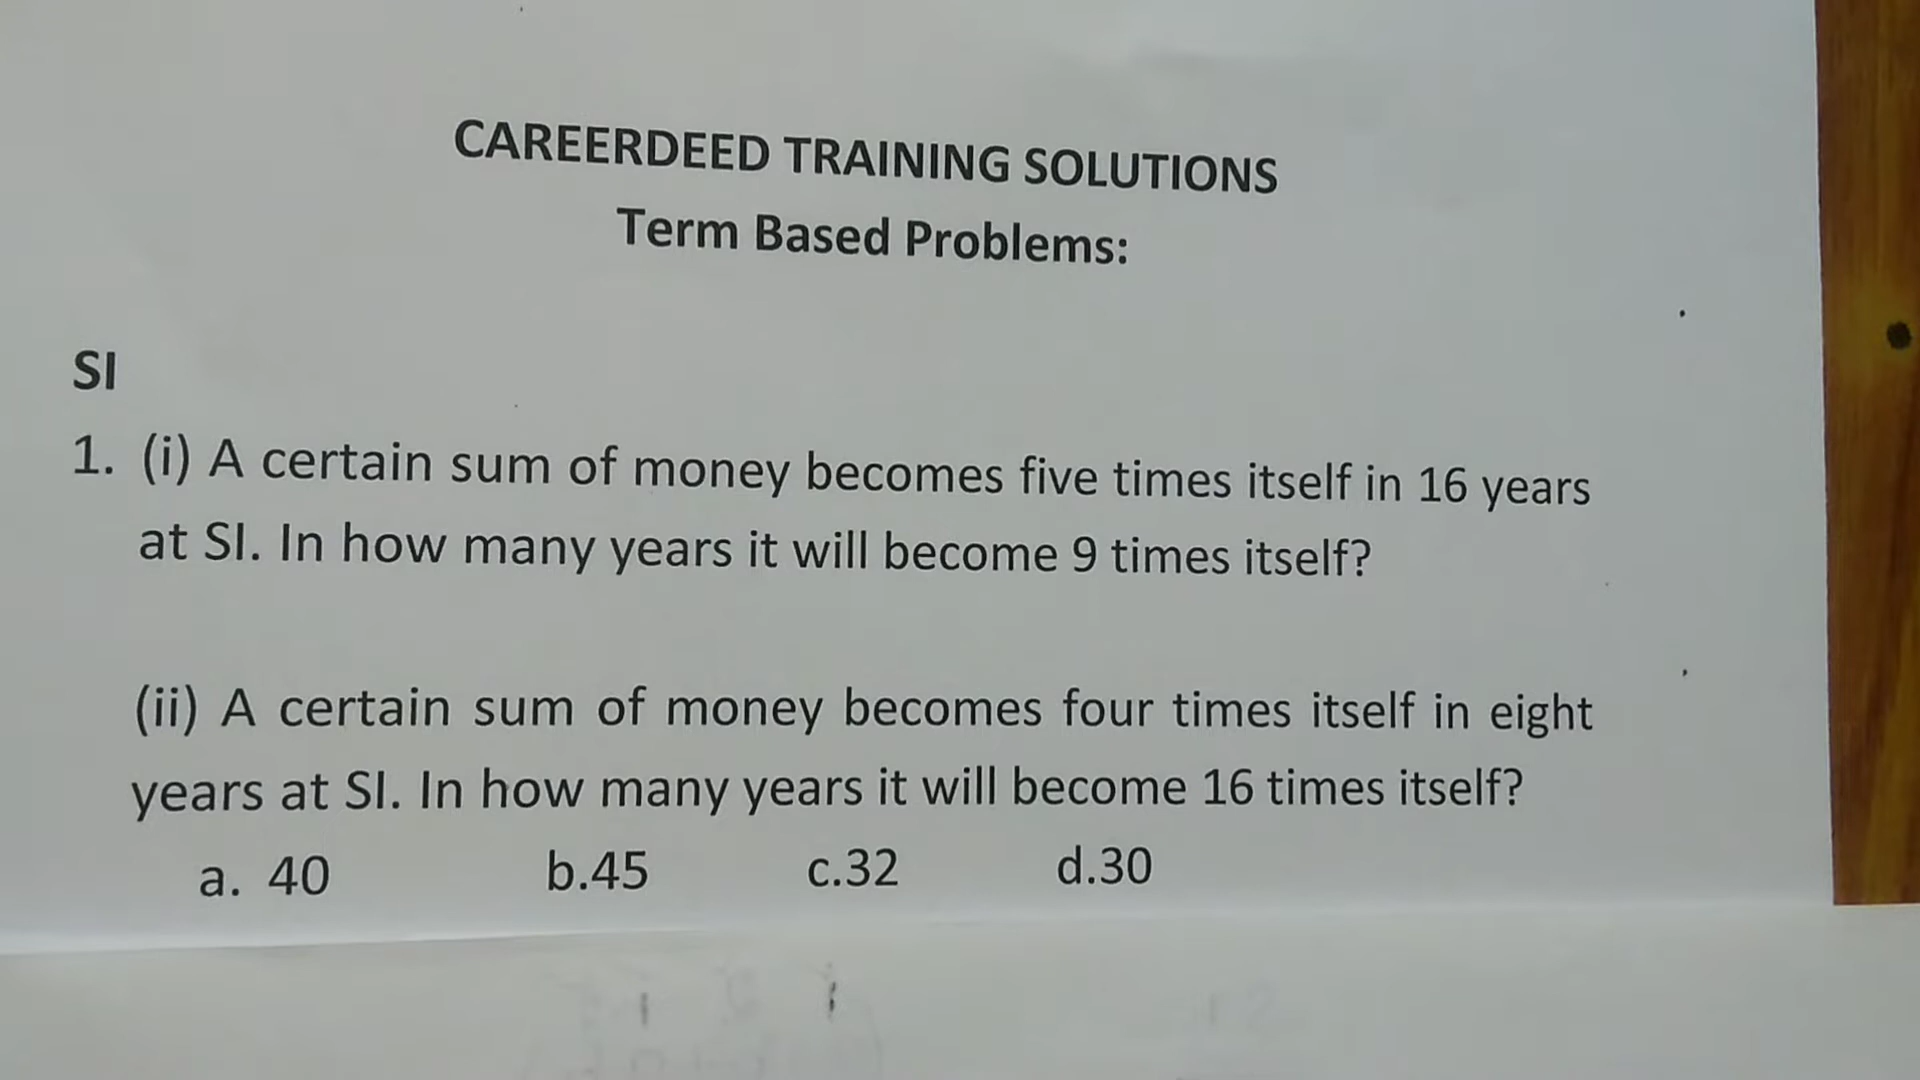 CAREERDEED TRAINING SOLUTIONS
Term Based Problems:
SI
1. (i) A certain sum of money becomes five times itself in 16 years
at SI. In how many years it will become 9 times itself?
(ii) A certain sum of money becomes four times itself in eight
years at SI. In how many years it will become 16 times itself?
a. 40 b.45 c.32 d.30